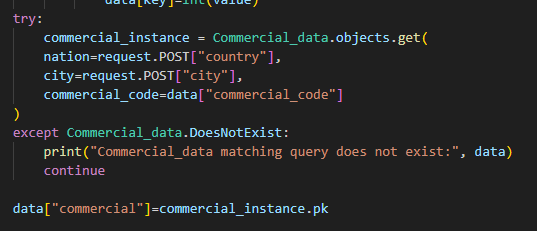 data[key]=int(value)
try:
commercial_instance = Commercial_data.objects.get(
nation=request.POST["country"],
city=request.POST["city"],
commercial_code=data["commercial_code"]
)
except Commercial_data.DoesNotExist:
print("Commercial_data matching query does not exist:", data)
continue
data["commercial"]=commercial_instance.pk